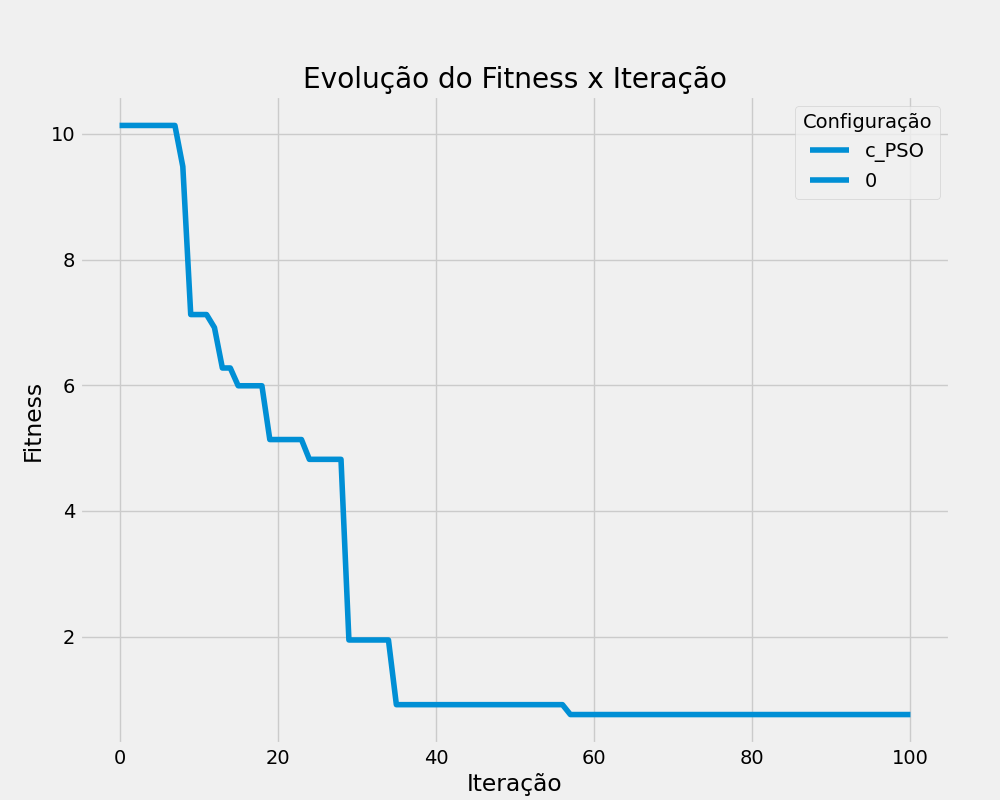 Evolução do Fitness x Iteração
Configuração
c_PSO
0
10
8
6
4
2
Fitness
0 20 40 60 80 100
Iteração